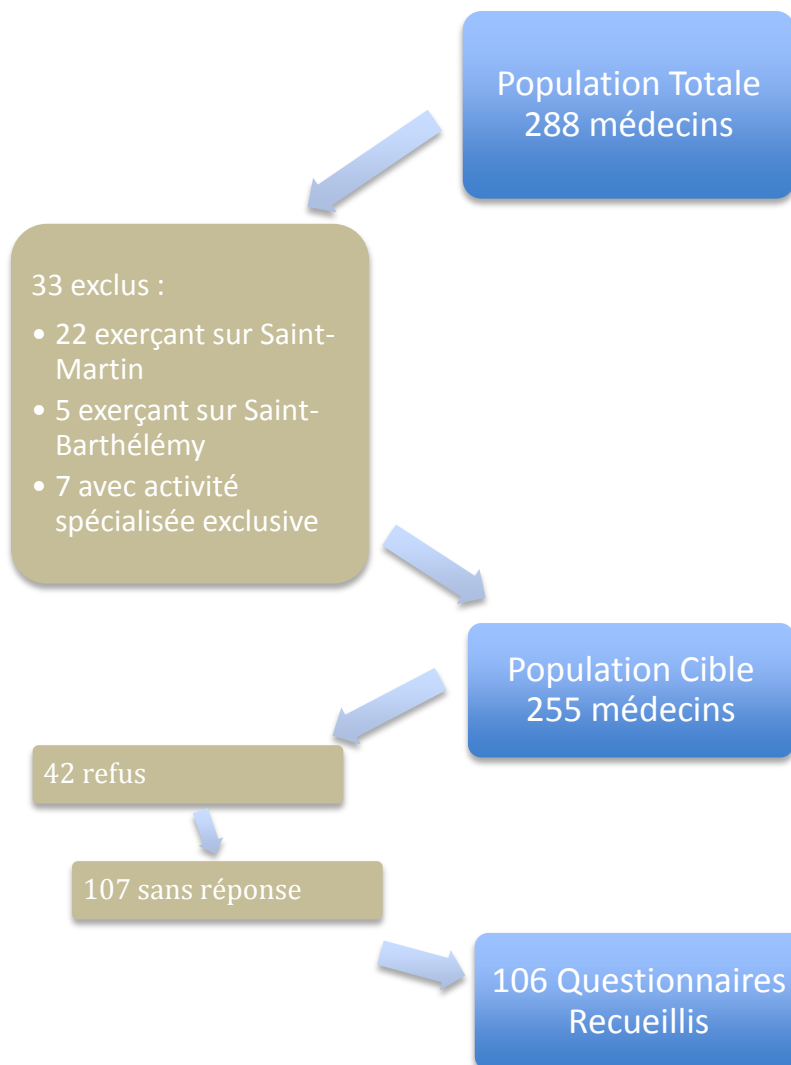 Population Totale
288 médecins
33 exclus :
• 22 exerçant sur Saint-
Martin
• 5 exerçant sur Saint-
Barthélémy
• 7 avec activité
spécialisée exclusive
Population Cible
255 médecins
42 refus
107 sans réponse
106 Questionnaires
Recueillis